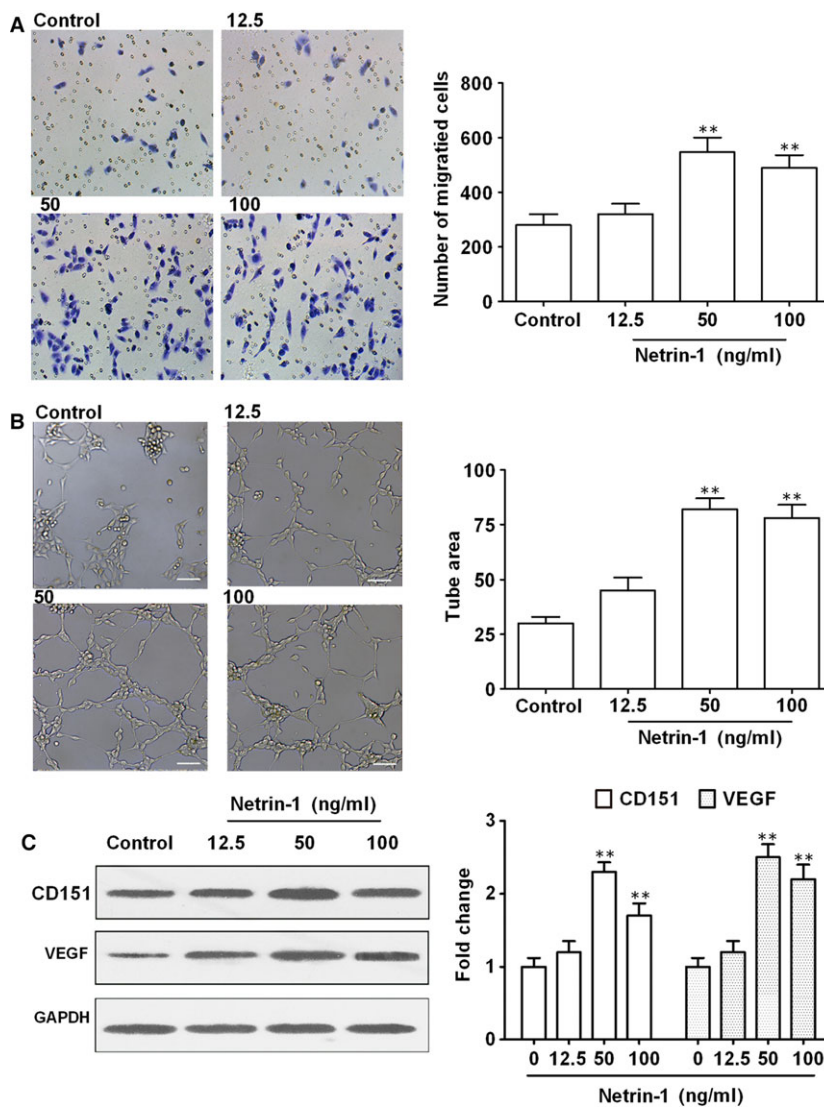 A
Control
12.5
50
100
Number of migratied cells
800
600
400
200
0
**
**
Control
12.5
50
100
Netrin-1 (ng/ml)
B
Control
12.5
50
100
Tube area
100
75
50
25
0
**
**
Control
12.5
50
100
Netrin-1 (ng/ml)
C
Netrin-1 (ng/ml)
Control
12.5
50
100
CD151
VEGF
GAPDH
CD151
VEGF
Fold change
3
2
1
0
**
**
**
**
0
12.5
50
100
0
12.5
50
100
Netrin-1 (ng/ml)